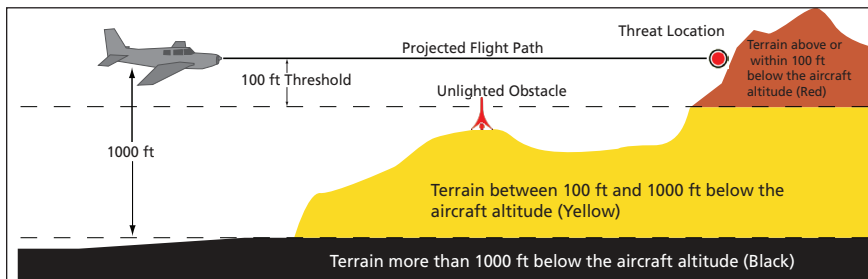 Threat Location
Projected Flight Path
Terrain above or
within 100 ft
below the aircraft
altitude (Red)
100 ft Threshold
Unlighted Obstacle
1000 ft
Terrain between 100 ft and 1000 ft below the
aircraft altitude (Yellow)
Terrain more than 1000 ft below the aircraft altitude (Black)